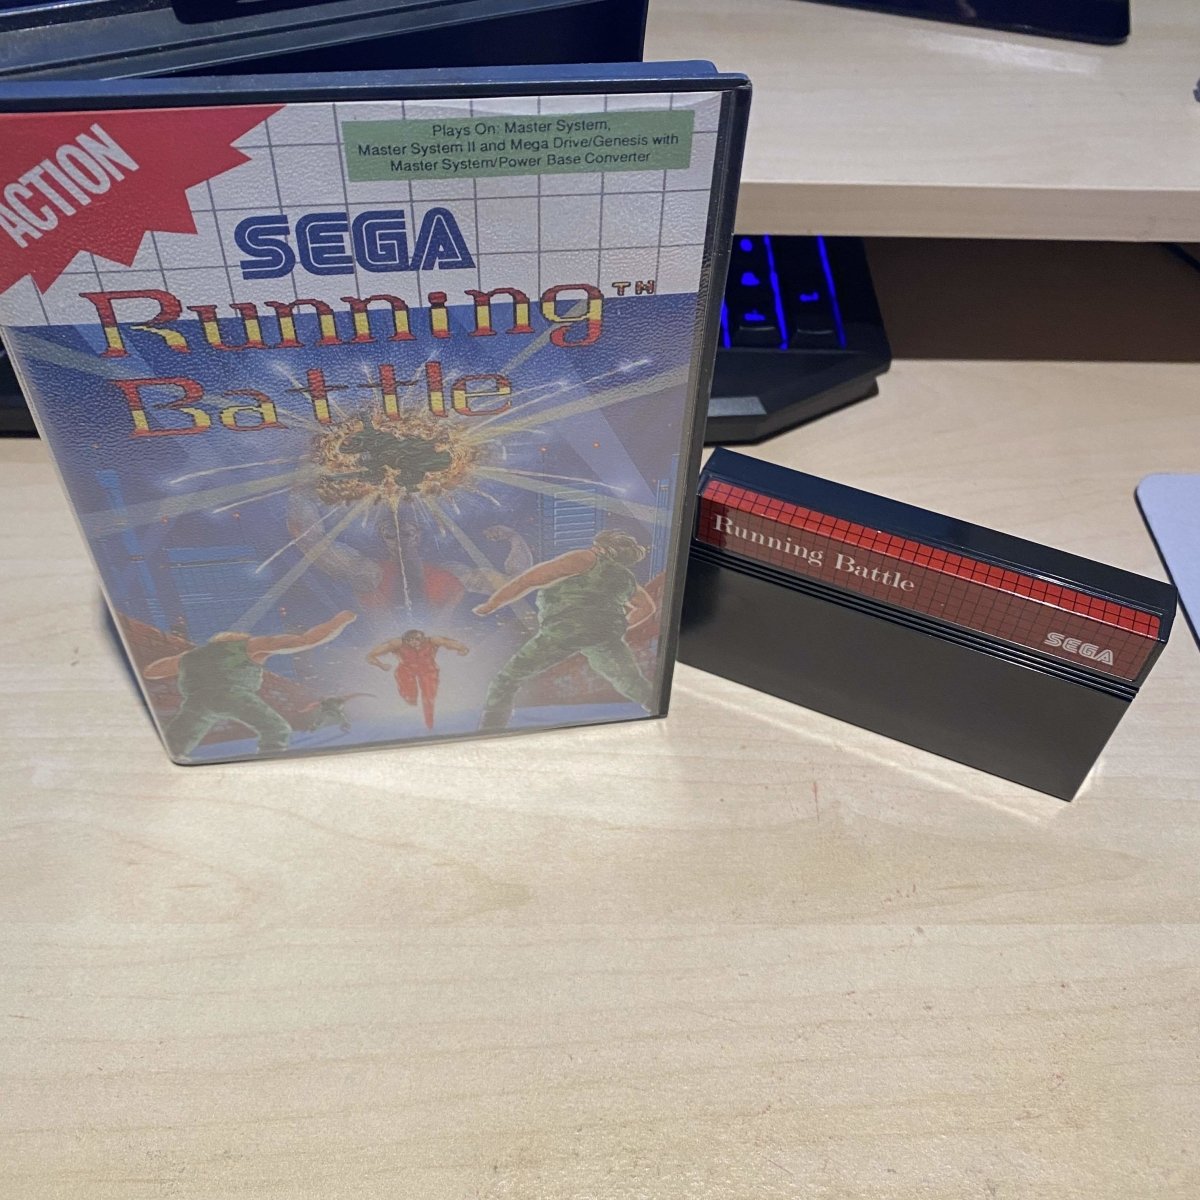 ACTION
Plays On: Master System,
Master System II and Mega Drive/Genesis with
Master System/Power Base Converter
SEGA
Running™
Battle
Running Battle
SEGA